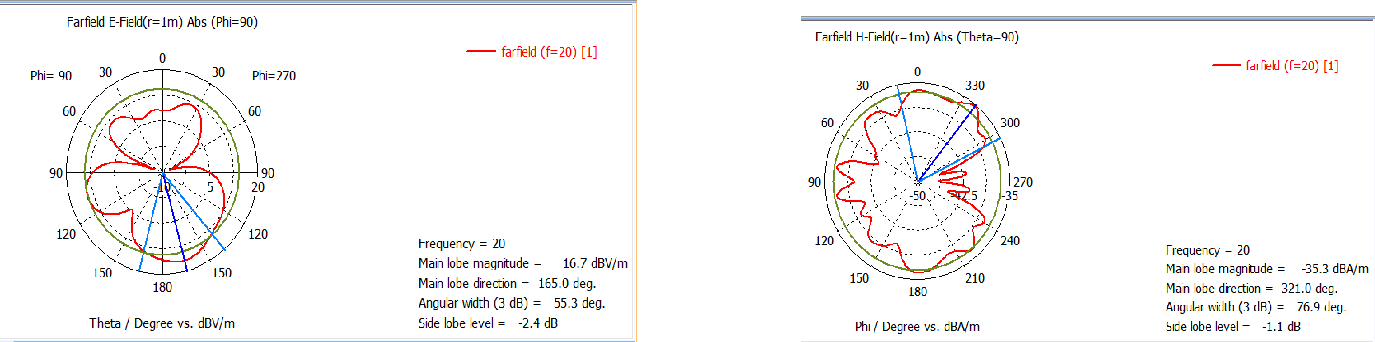 Farfield E-Field(r=1m) Abs (Phi=90)
farfield (f=20) [1]
0
30
30
Phi= 90
Phi=270
60
60
90
90
-10
5
20
120
120
150
150
180
Theta / Degree vs. dBV/m
Frequency = 20
Main lobe magnitude = 16.7 dBV/m
Main lobe direction = 165.0 deg.
Angular width (3 dB) = 55.3 deg.
Side lobe level = -2.4 dB
Farfield H-Field(r=1m) Abs (Theta=90)
farfield (f=20) [1]
0
30
330
60
300
90
270
-50
-42.5
-35
120
240
150
210
180
Phi / Degree vs. dBA/m
Frequency = 20
Main lobe magnitude = -35.3 dBA/m
Main lobe direction = 321.0 deg.
Angular width (3 dB) = 76.9 deg.
Side lobe level = -1.1 dB